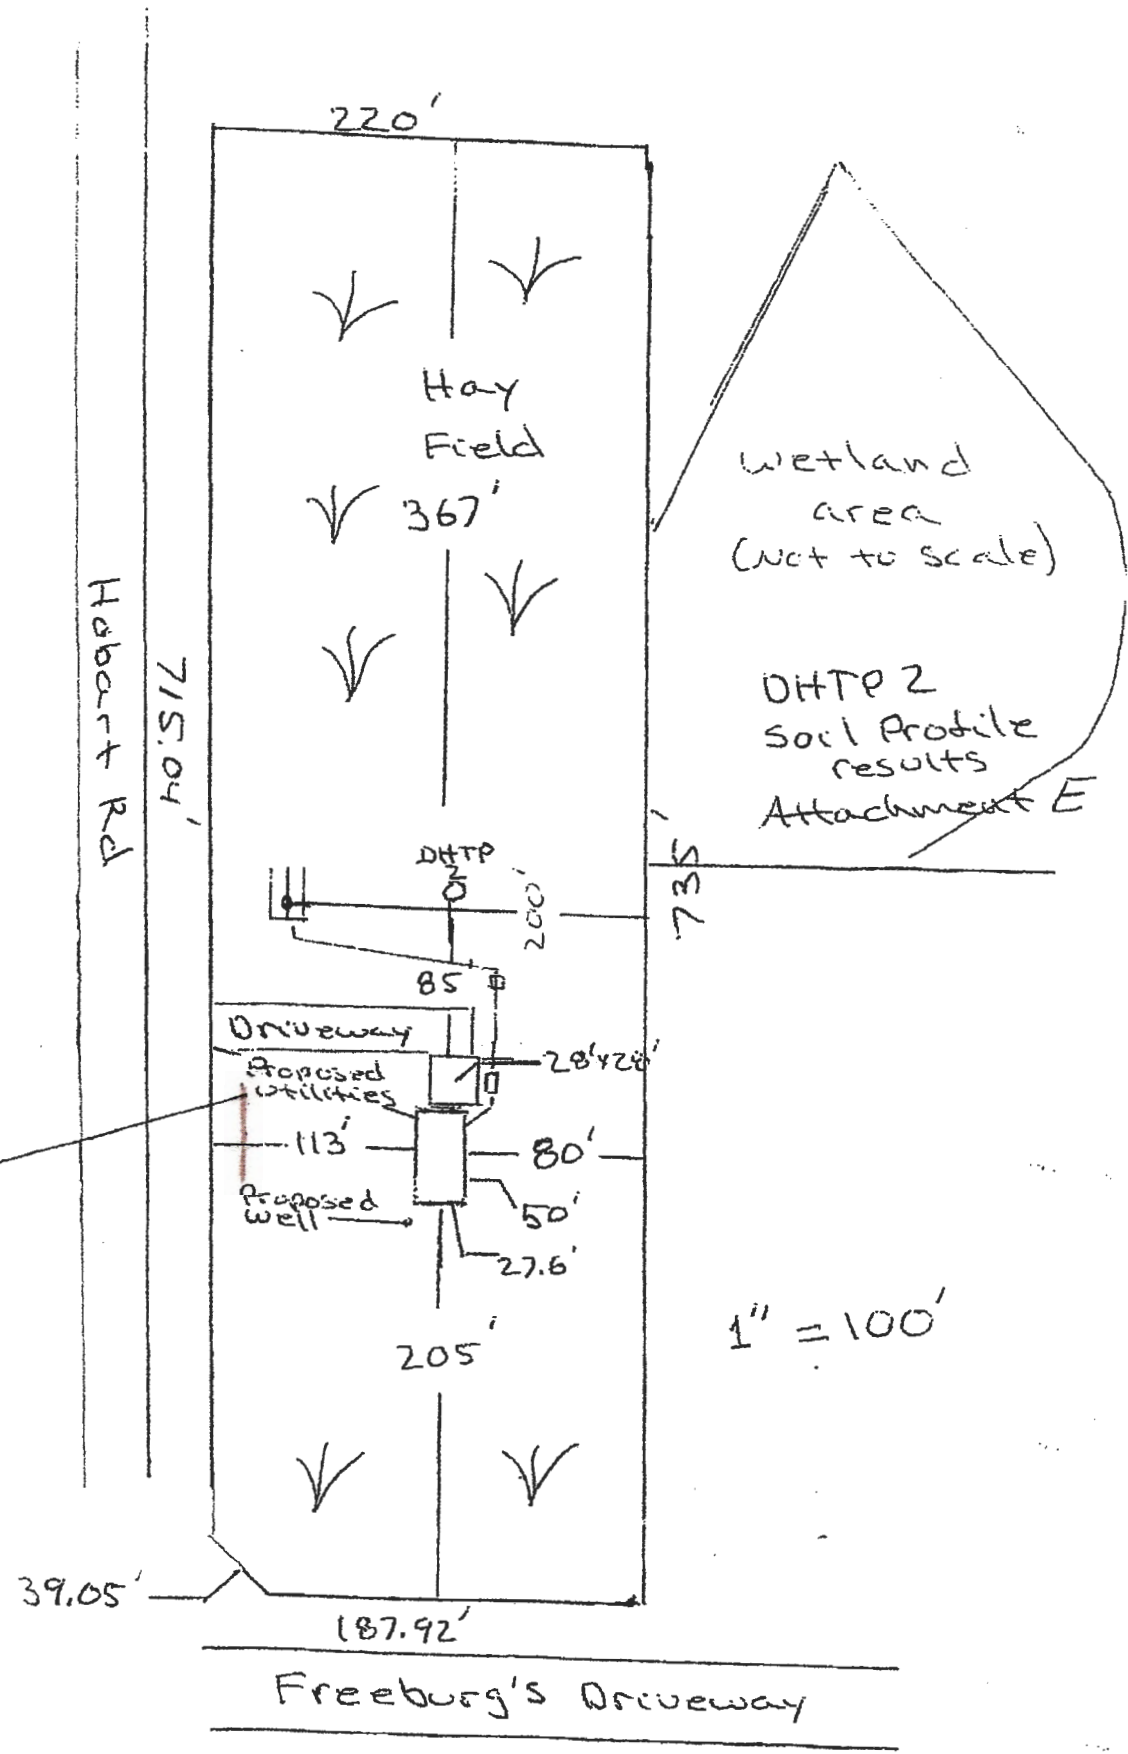 220'
Hay
Field
367'
Wetland
area
(Not to scale)
Hobart Rd
715.04'
DHTP 2
Soil Profile
results
Attachment E
735'
DHTP
2
200'
85
Driveway
28'x28'
Proposed
Utilities
113'
80'
Proposed
Well
50'
27.6'
1" = 100'
205'
39.05'
187.92'
Freeburg's Driveway